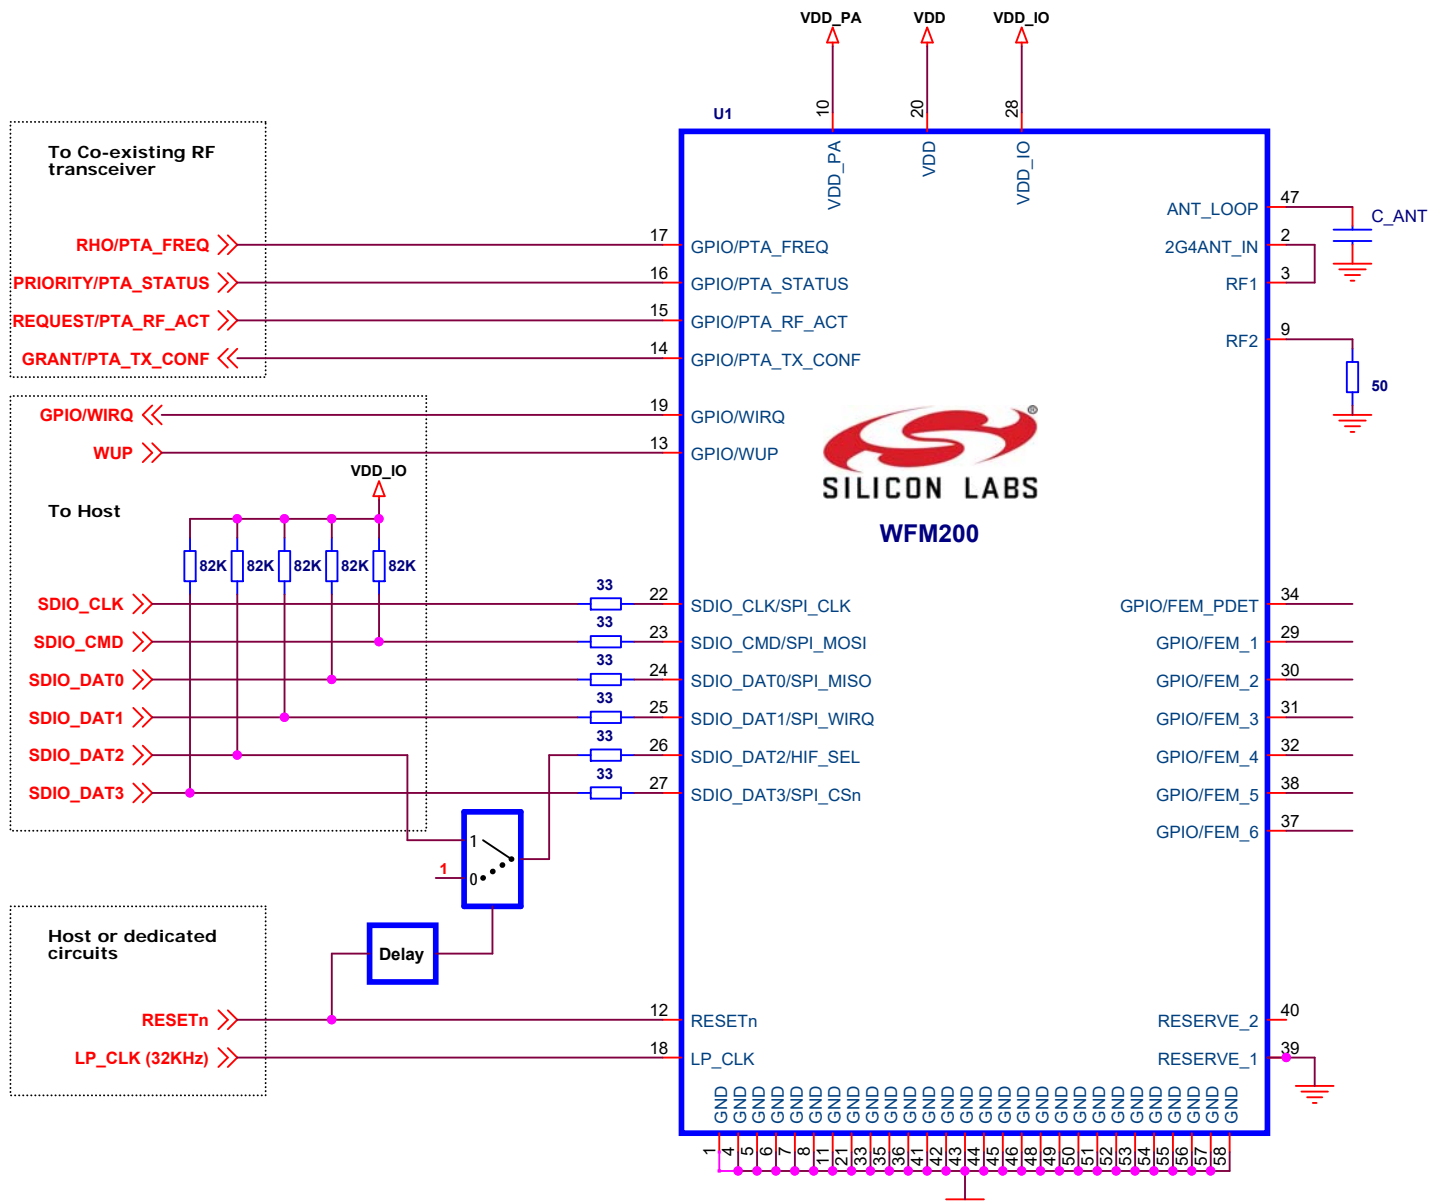 VDD_PA VDD VDD_IO
10 20 28
U1
VDD_PA VDD VDD_IO
To Co-existing RF
transceiver
RHO/PTA_FREQ 17 GPIO/PTA_FREQ
PRIORITY/PTA_STATUS 16 GPIO/PTA_STATUS
REQUEST/PTA_RF_ACT 15 GPIO/PTA_RF_ACT
GRANT/PTA_TX_CONF 14 GPIO/PTA_TX_CONF
ANT_LOOP 47 C_ANT
2G4ANT_IN 2
RF1 3
RF2 9
50
GPIO/WIRQ 19 GPIO/WIRQ
WUP 13 GPIO/WUP
VDD_IO
To Host
82K 82K 82K 82K 82K
SILICON LABS®
WFM200
SDIO_CLK 33 22 SDIO_CLK/SPI_CLK
SDIO_CMD 33 23 SDIO_CMD/SPI_MOSI
SDIO_DAT0 33 24 SDIO_DAT0/SPI_MISO
SDIO_DAT1 33 25 SDIO_DAT1/SPI_WIRQ
SDIO_DAT2 33 26 SDIO_DAT2/HIF_SEL
SDIO_DAT3 33 27 SDIO_DAT3/SPI_CSn
GPIO/FEM_PDET 34
GPIO/FEM_1 29
GPIO/FEM_2 30
GPIO/FEM_3 31
GPIO/FEM_4 32
GPIO/FEM_5 38
GPIO/FEM_6 37
1
1 0
Host or dedicated
circuits
Delay
RESETn 12 RESETn
LP_CLK (32KHz) 18 LP_CLK
RESERVE_2 40
RESERVE_1 39
GND GND GND GND GND GND GND GND GND GND GND GND GND GND GND GND GND GND GND GND GND GND GND GND GND GND GND GND
1 4 5 6 7 8 11 21 33 35 36 41 42 43 44 45 46 48 49 50 51 52 53 54 55 56 57 58